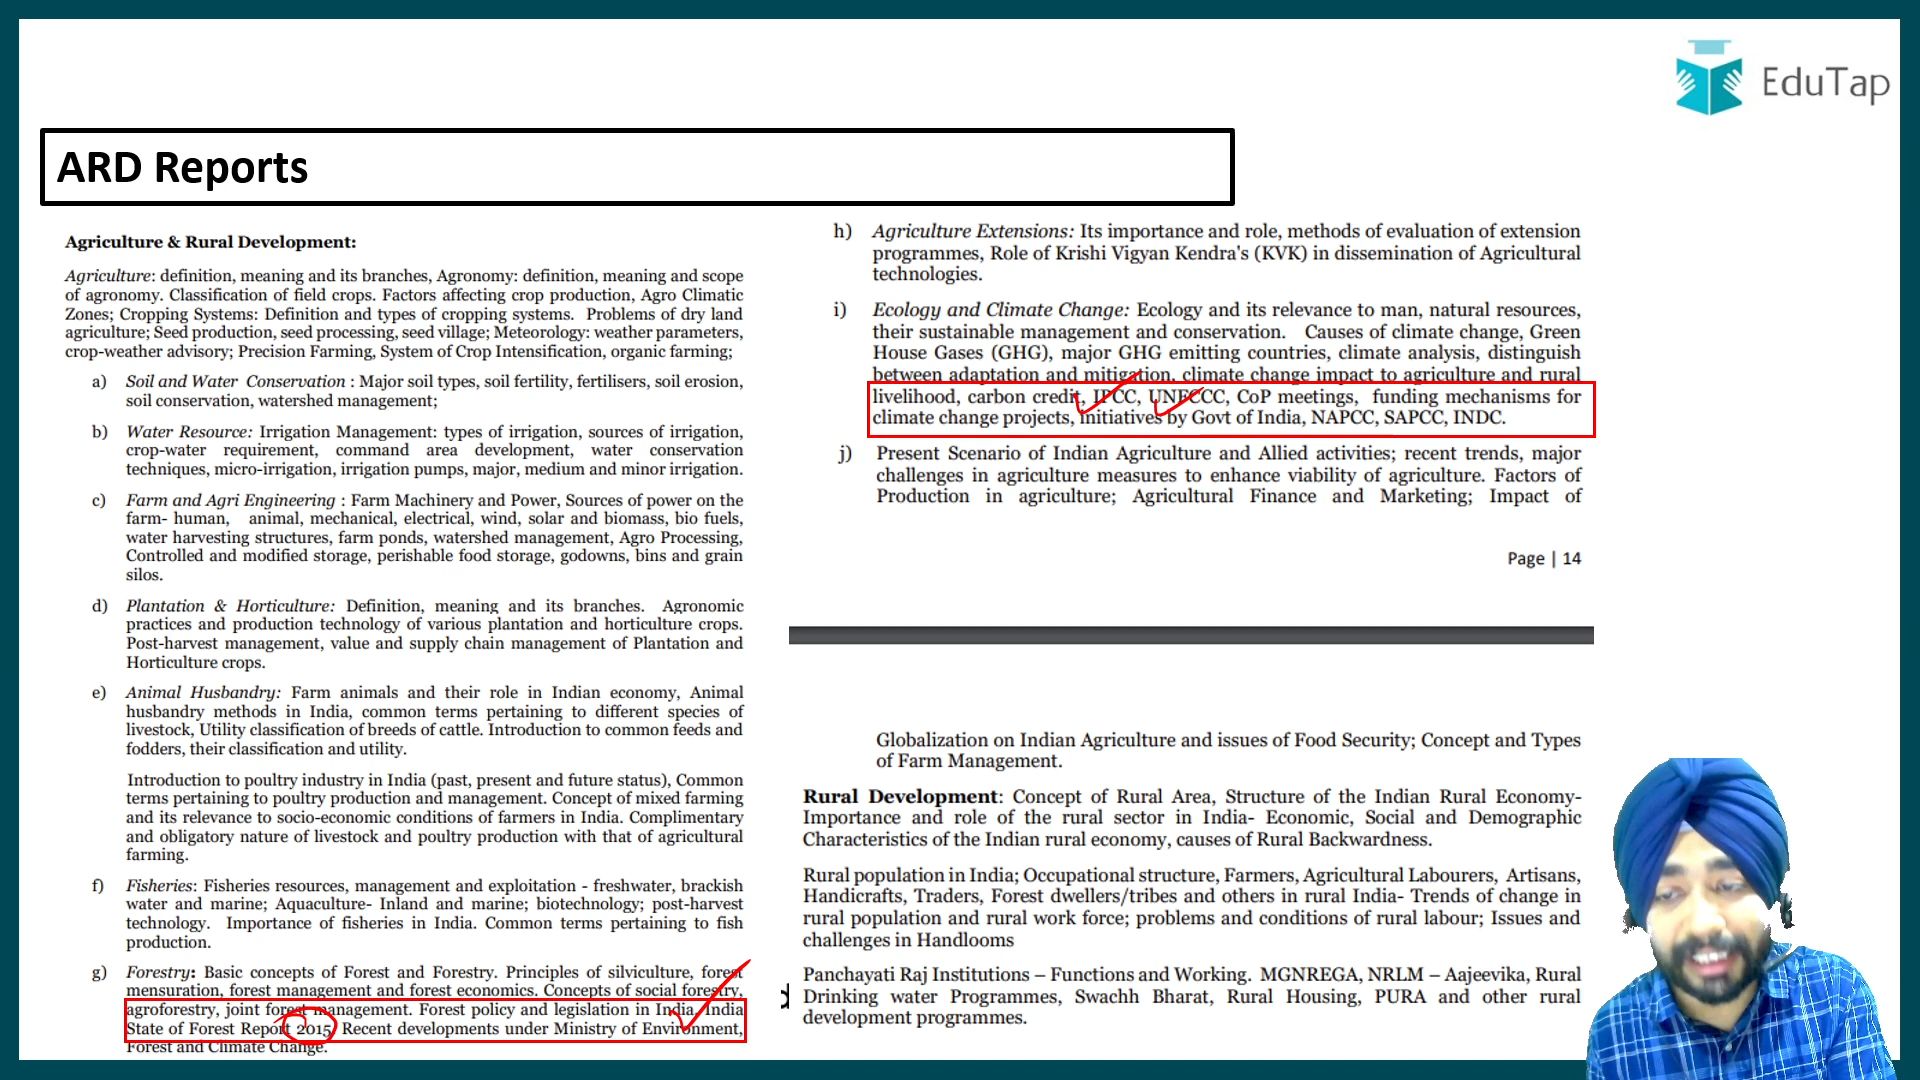 EduTap
ARD Reports
Agriculture & Rural Development:
Agriculture: definition, meaning and its branches, Agronomy: definition, meaning and scope
of agronomy. Classification of field crops. Factors affecting crop production, Agro Climatic
Zones; Cropping Systems: Definition and types of cropping systems. Problems of dry land
agriculture; Seed production, seed processing, seed village; Meteorology: weather parameters,
crop-weather advisory; Precision Farming, System of Crop Intensification, organic farming;
a) Soil and Water Conservation : Major soil types, soil fertility, fertilisers, soil erosion,
soil conservation, watershed management;
b) Water Resource: Irrigation Management: types of irrigation, sources of irrigation,
crop-water requirement, command area development, water conservation
techniques, micro-irrigation, irrigation pumps, major, medium and minor irrigation.
c) Farm and Agri Engineering : Farm Machinery and Power, Sources of power on the
farm- human, animal, mechanical, electrical, wind, solar and biomass, bio fuels,
water harvesting structures, farm ponds, watershed management, Agro Processing,
Controlled and modified storage, perishable food storage, godowns, bins and grain
silos.
d) Plantation & Horticulture: Definition, meaning and its branches. Agronomic
practices and production technology of various plantation and horticulture crops.
Post-harvest management, value and supply chain management of Plantation and
Horticulture crops.
e) Animal Husbandry: Farm animals and their role in Indian economy, Animal
husbandry methods in India, common terms pertaining to different species of
livestock, Utility classification of breeds of cattle. Introduction to common feeds and
fodders, their classification and utility.
Introduction to poultry industry in India (past, present and future status), Common
terms pertaining to poultry production and management. Concept of mixed farming
and its relevance to socio-economic conditions of farmers in India. Complimentary
and obligatory nature of livestock and poultry production with that of agricultural
farming.
f) Fisheries: Fisheries resources, management and exploitation - freshwater, brackish
water and marine; Aquaculture- Inland and marine; biotechnology; post-harvest
technology. Importance of fisheries in India. Common terms pertaining to fish
production.
g) Forestry: Basic concepts of Forest and Forestry. Principles of silviculture, forest
mensuration, forest management and forest economics. Concepts of social forestry,
agroforestry, joint forest management. Forest policy and legislation in India, India
State of Forest Report 2015, Recent developments under Ministry of Environment,
Forest and Climate Change.
h) Agriculture Extensions: Its importance and role, methods of evaluation of extension
programmes, Role of Krishi Vigyan Kendra's (KVK) in dissemination of Agricultural
technologies.
i) Ecology and Climate Change: Ecology and its relevance to man, natural resources,
their sustainable management and conservation. Causes of climate change, Green
House Gases (GHG), major GHG emitting countries, climate analysis, distinguish
between adaptation and mitigation, climate change impact to agriculture and rural
livelihood, carbon credit, IPCC, UNFCCC, CoP meetings, funding mechanisms for
climate change projects, initiatives by Govt of India, NAPCC, SAPCC, INDC.
j) Present Scenario of Indian Agriculture and Allied activities; recent trends, major
challenges in agriculture measures to enhance viability of agriculture. Factors of
Production in agriculture; Agricultural Finance and Marketing; Impact of
Page | 14
Globalization on Indian Agriculture and issues of Food Security; Concept and Types
of Farm Management.
Rural Development: Concept of Rural Area, Structure of the Indian Rural Economy-
Importance and role of the rural sector in India- Economic, Social and Demographic
Characteristics of the Indian rural economy, causes of Rural Backwardness.
Rural population in India; Occupational structure, Farmers, Agricultural Labourers, Artisans,
Handicrafts, Traders, Forest dwellers/tribes and others in rural India- Trends of change in
rural population and rural work force; problems and conditions of rural labour; Issues and
challenges in Handlooms
Panchayati Raj Institutions – Functions and Working. MGNREGA, NRLM – Aajeevika, Rural
Drinking water Programmes, Swachh Bharat, Rural Housing, PURA and other rural
development programmes.